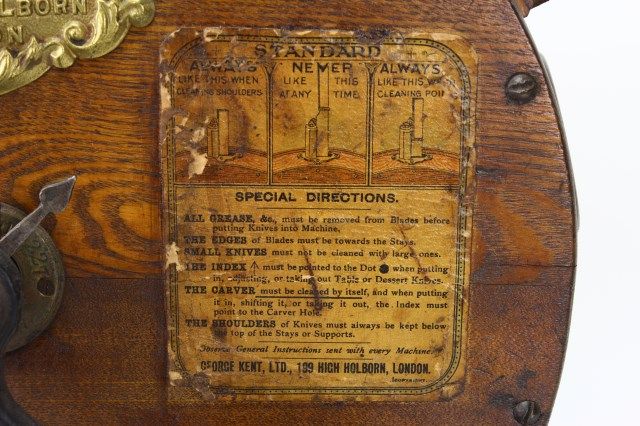 LBORN
ON
STANDARD
ALWAYS NEVER ALWAYS
LIKE THIS WHEN LIKE THIS LIKE THIS
CLEANING SHOULDERS AT ANY TIME CLEANING
SPECIAL DIRECTIONS.
ALL GREASE, &c., must be removed from Blades before
putting Knives into Machine.
THE EDGES of Blades must be towards the Stays.
SMALL KNIVES must not be cleaned with large ones.
THE INDEX ↑ must be pointed to the Dot ● when putting
in, adjusting, or taking out Table or Dessert Knives.
THE CARVER must be cleaned by itself, and when putting
it in, shifting it, or taking it out, the Index must
point to the Carver Hole.
THE SHOULDERS of Knives must always be kept below
the top of the Stays or Supports.
Observe General Instructions sent with every Machine.
GEORGE KENT, LTD., 199 HIGH HOLBORN, LONDON.
COPYRIGHT.